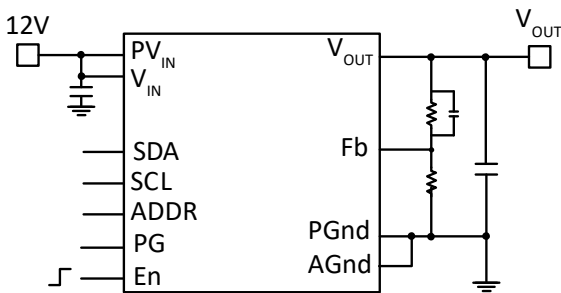 12V
V_OUT
PV_IN
V_IN
V_OUT
SDA
Fb
SCL
ADDR
PG
PGnd
En
AGnd